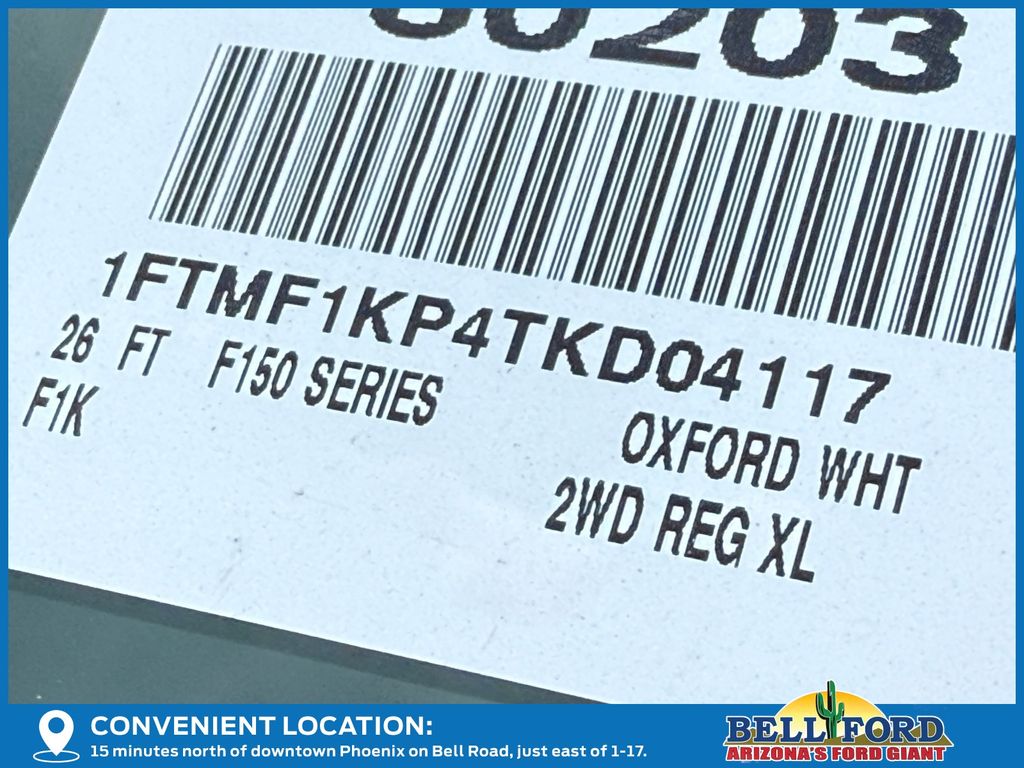 1FTMF1KP4TKD04117
26 FT F150 SERIES OXFORD WHT
F1K 2WD REG XL
CONVENIENT LOCATION:
15 minutes north of downtown Phoenix on Bell Road, just east of 1-17.
BELL FORD
ARIZONA'S FORD GIANT